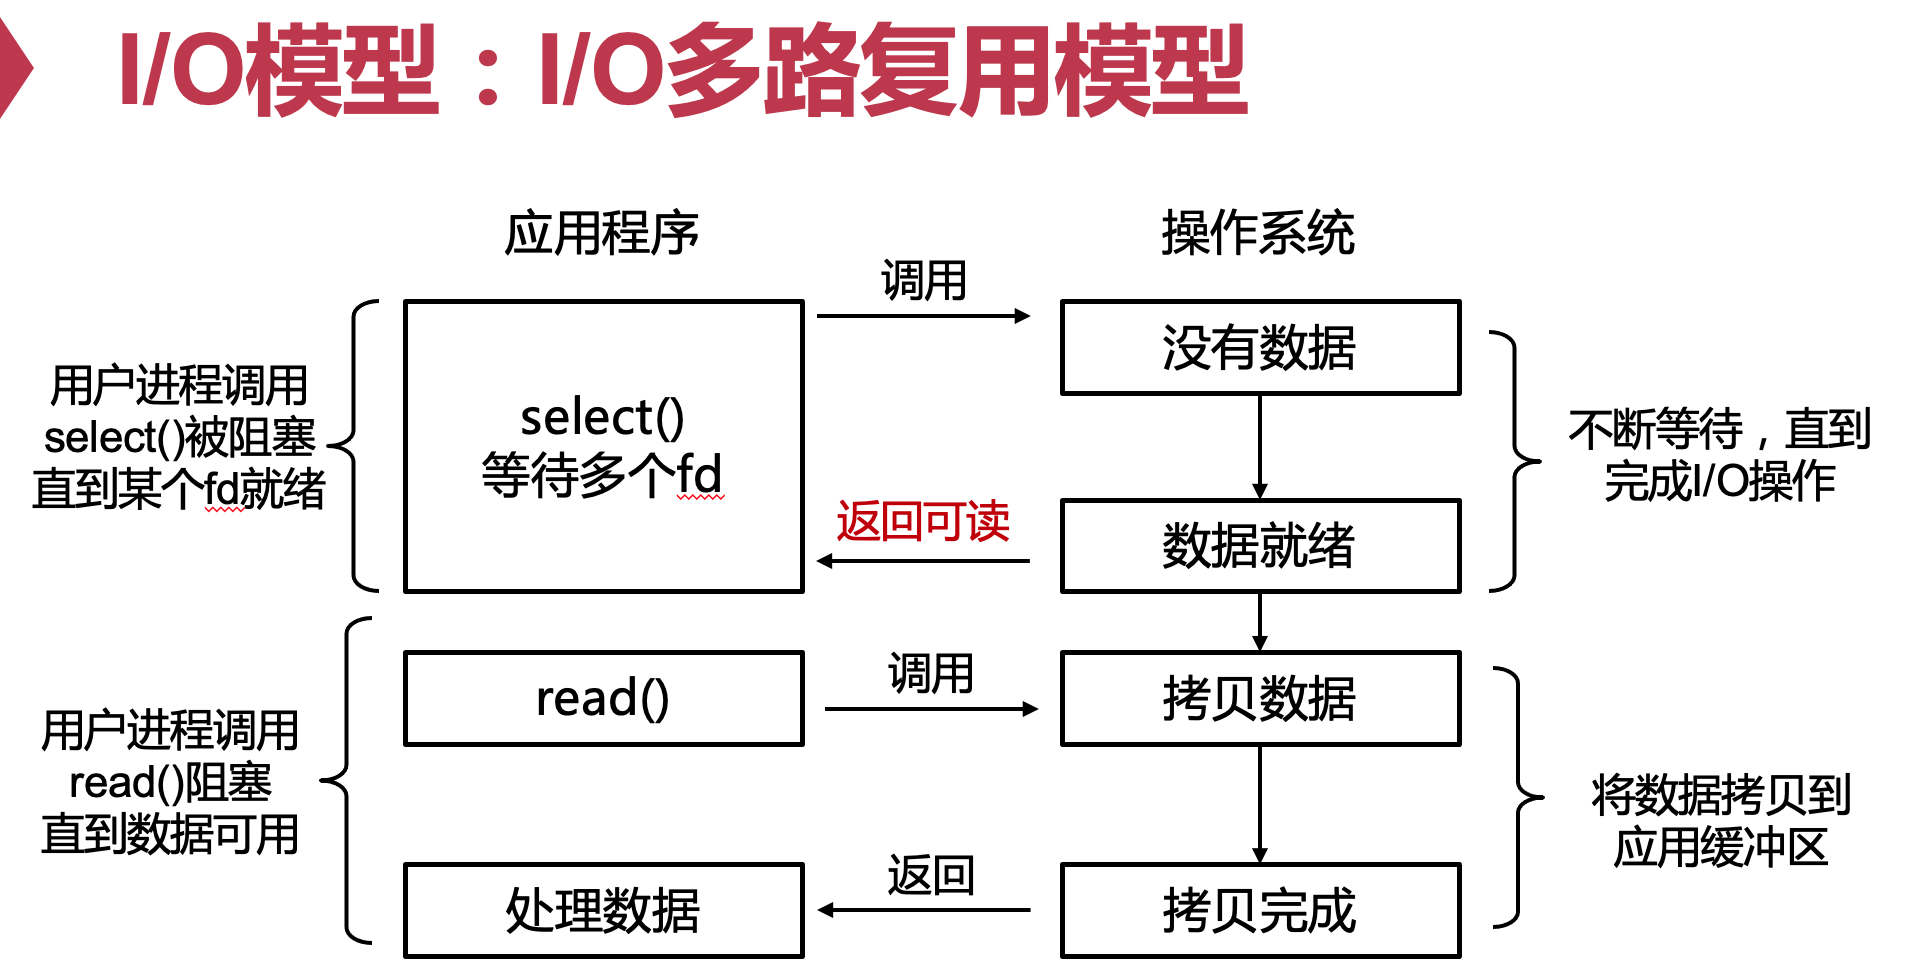 I/O模型：I/O多路复用模型
应用程序
操作系统
调用
没有数据
用户进程调用
select()被阻塞
直到某个fd就绪
select()
等待多个fd
不断等待，直到
完成I/O操作
返回可读
数据就绪
read()
调用
拷贝数据
用户进程调用
read()阻塞
直到数据可用
将数据拷贝到
应用缓冲区
处理数据
返回
拷贝完成